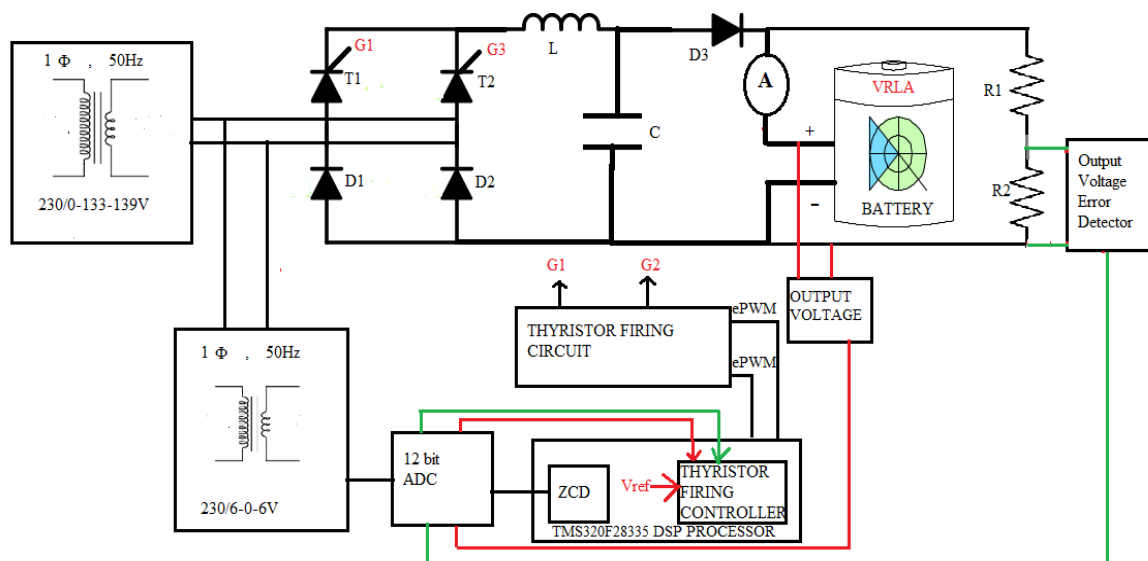 1 Φ , 50Hz
230/0-133-139V
G1
T1
G3
T2
L
D3
A
VRLA
C
+
R1
D1
D2
BATTERY
-
R2
Output
Voltage
Error
Detector
G1
G2
OUTPUT
VOLTAGE
THYRISTOR FIRING
CIRCUIT
ePWM
ePWM
1 Φ , 50Hz
230/6-0-6V
12 bit
ADC
ZCD
Vref
THYRISTOR
FIRING
CONTROLLER
TMS320F28335 DSP PROCESSOR